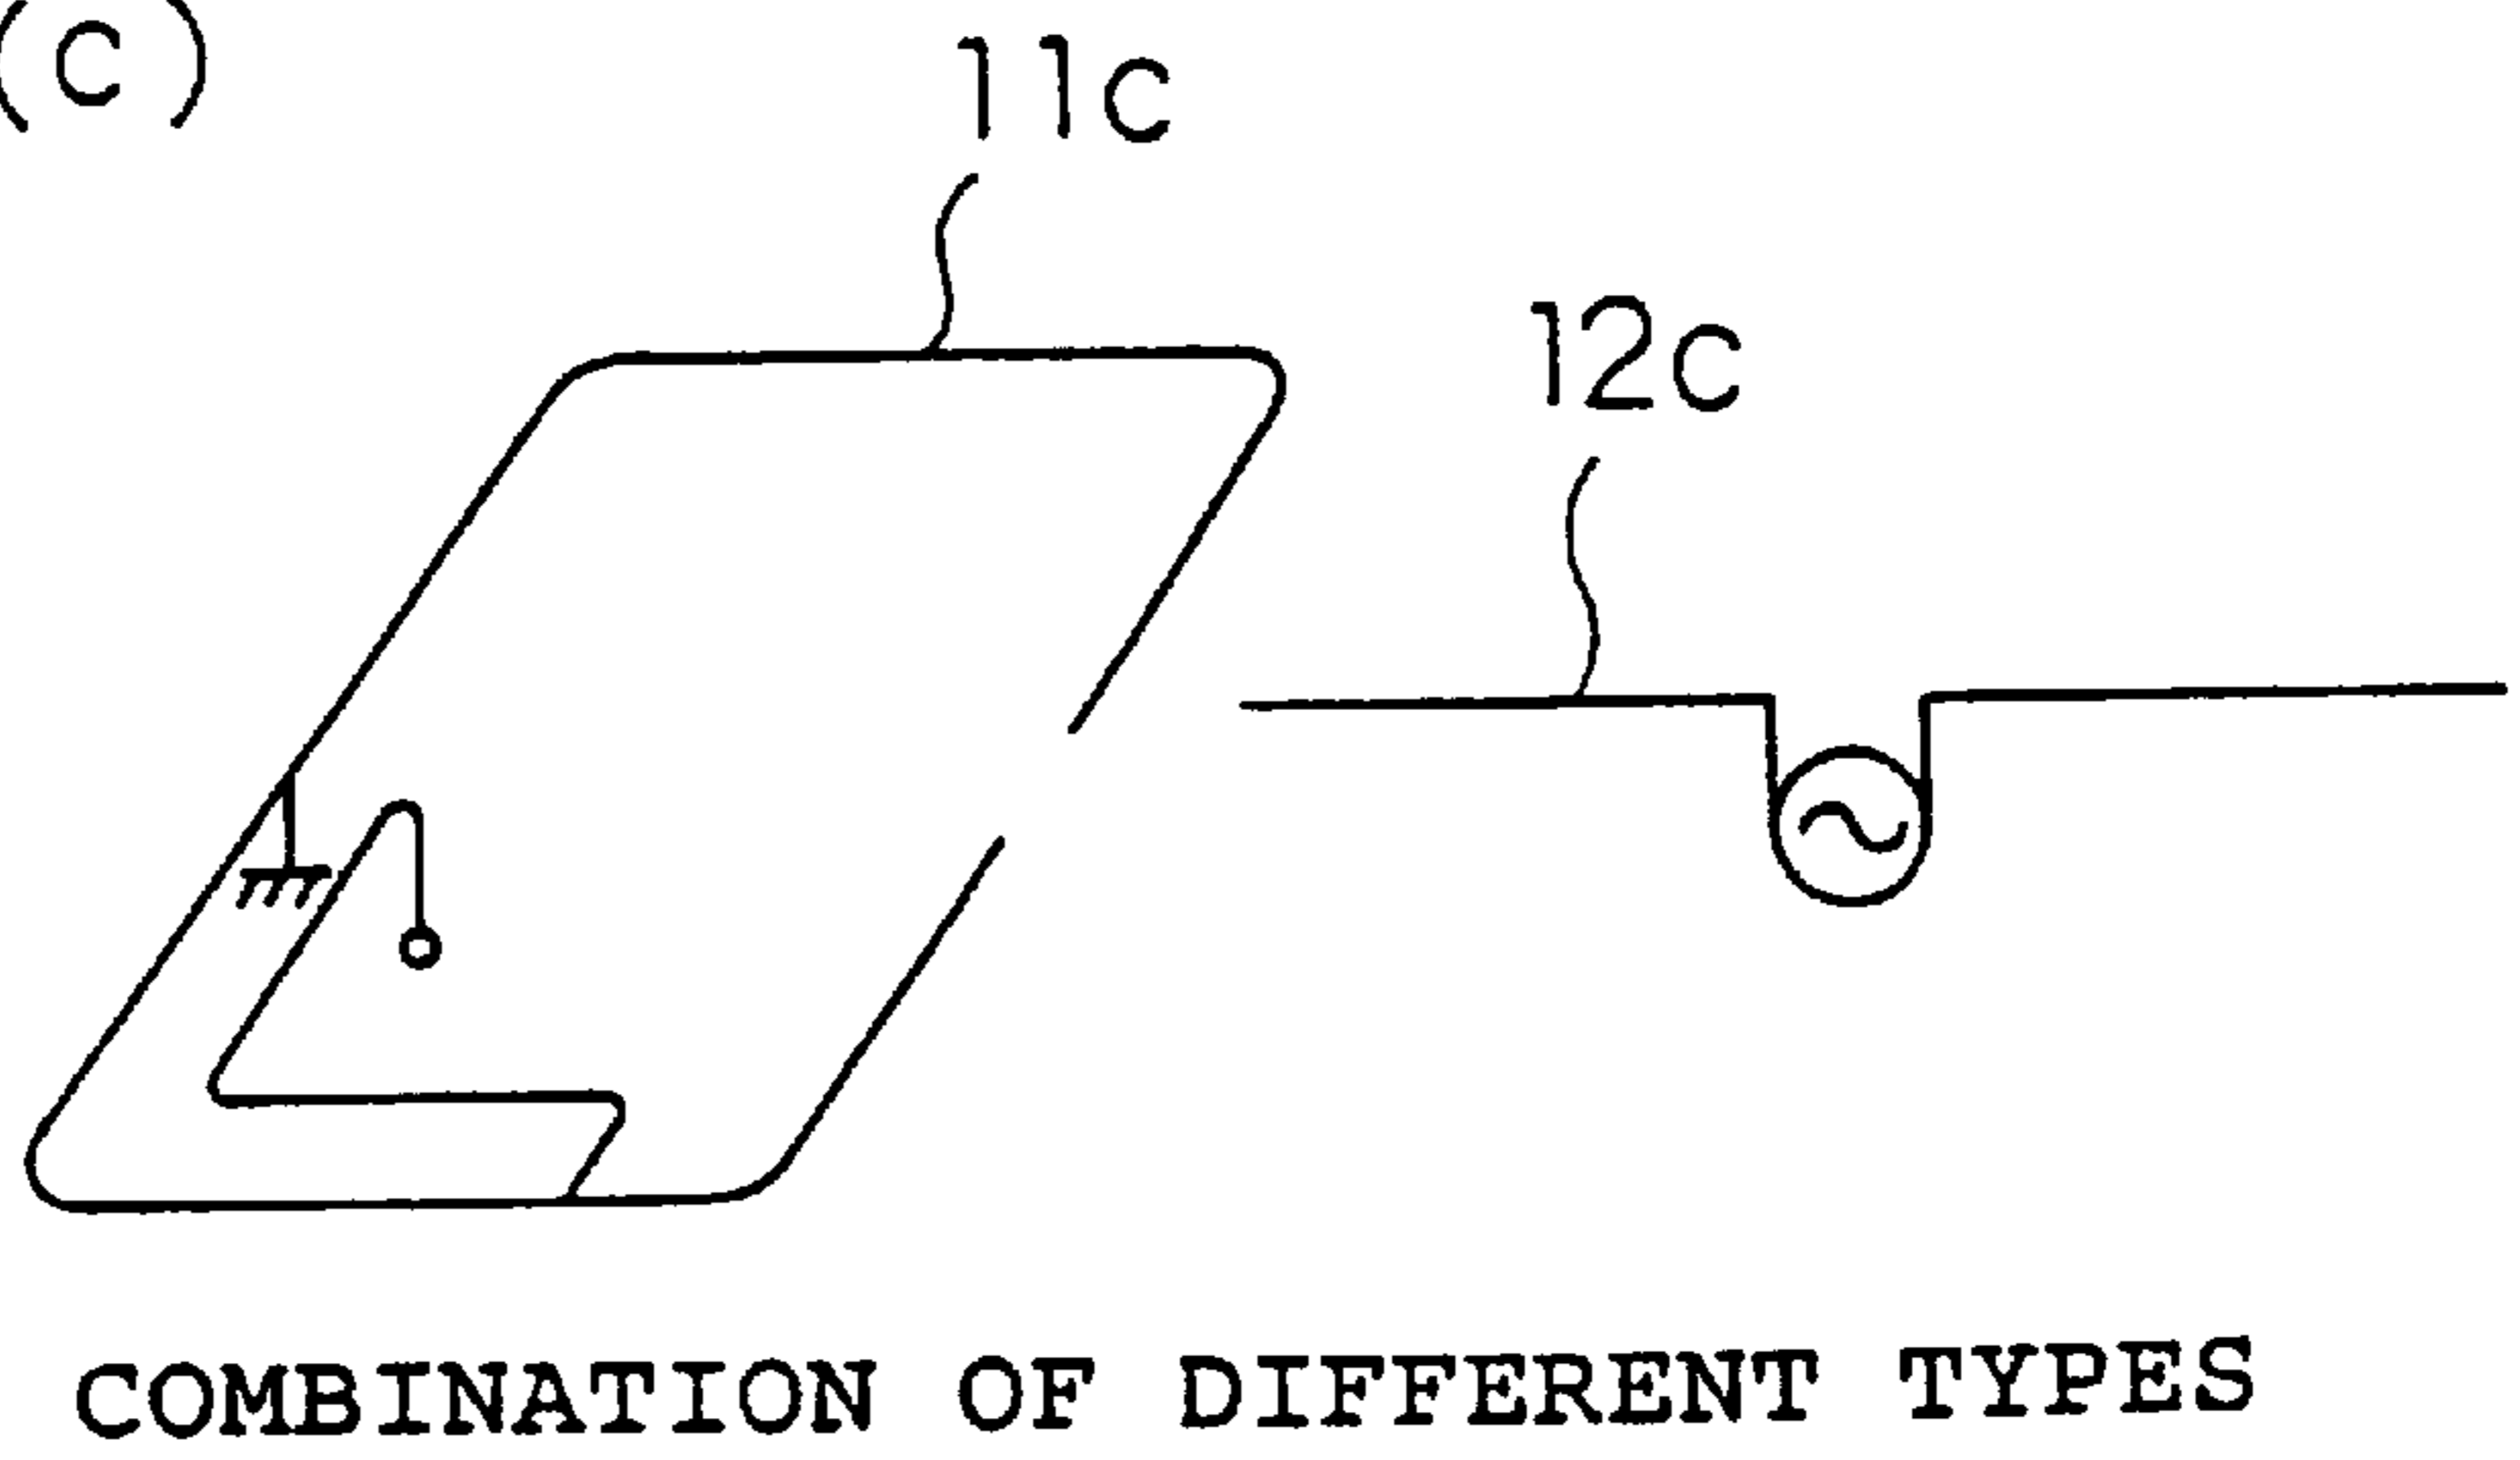 (c)
11c
12c
COMBINATION OF DIFFERENT TYPES